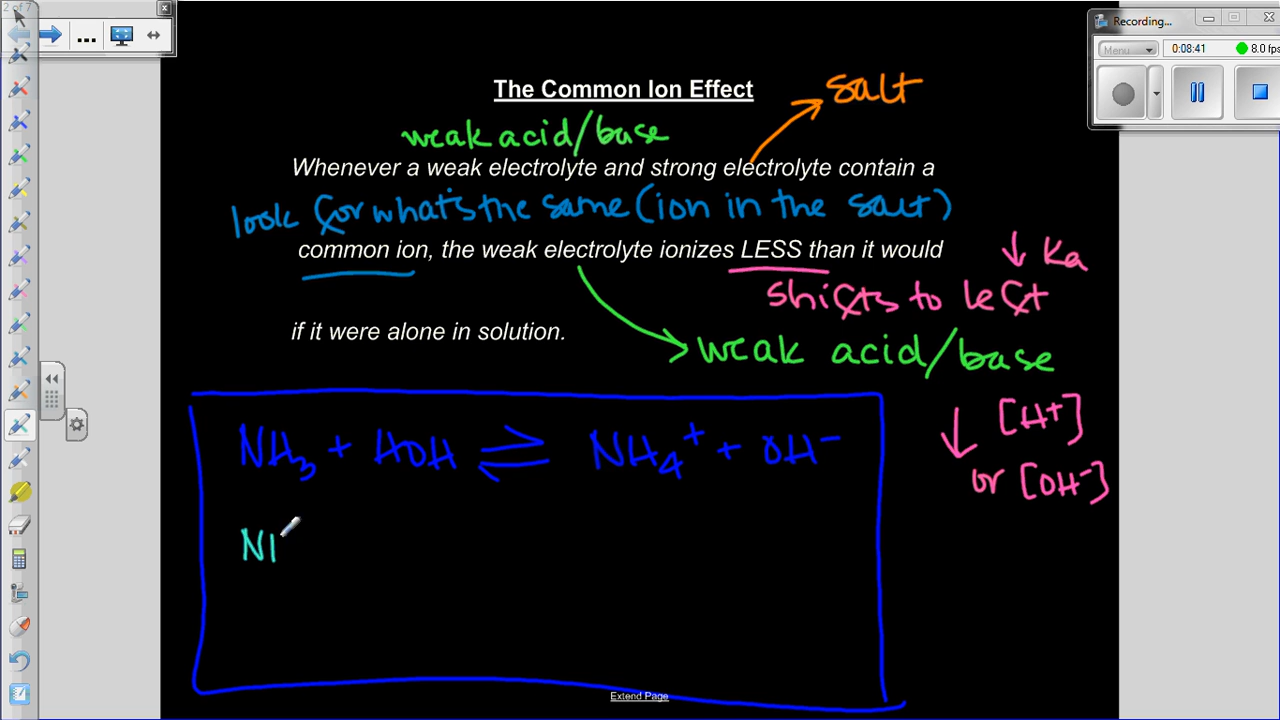 2 of 7
...
Recording...
Menu
0:08:41
8.0 fps
The Common Ion Effect
salt
weak acid/base
Whenever a weak electrolyte and strong electrolyte contain a
look for what's the same (ion in the salt)
common ion, the weak electrolyte ionizes LESS than it would
↓ Ka
shifts to left
if it were alone in solution.
weak acid/base
NH₃ + HOH ⇌ NH₄⁺ + OH⁻
↓ [H+]
or [OH⁻]
Extend Page